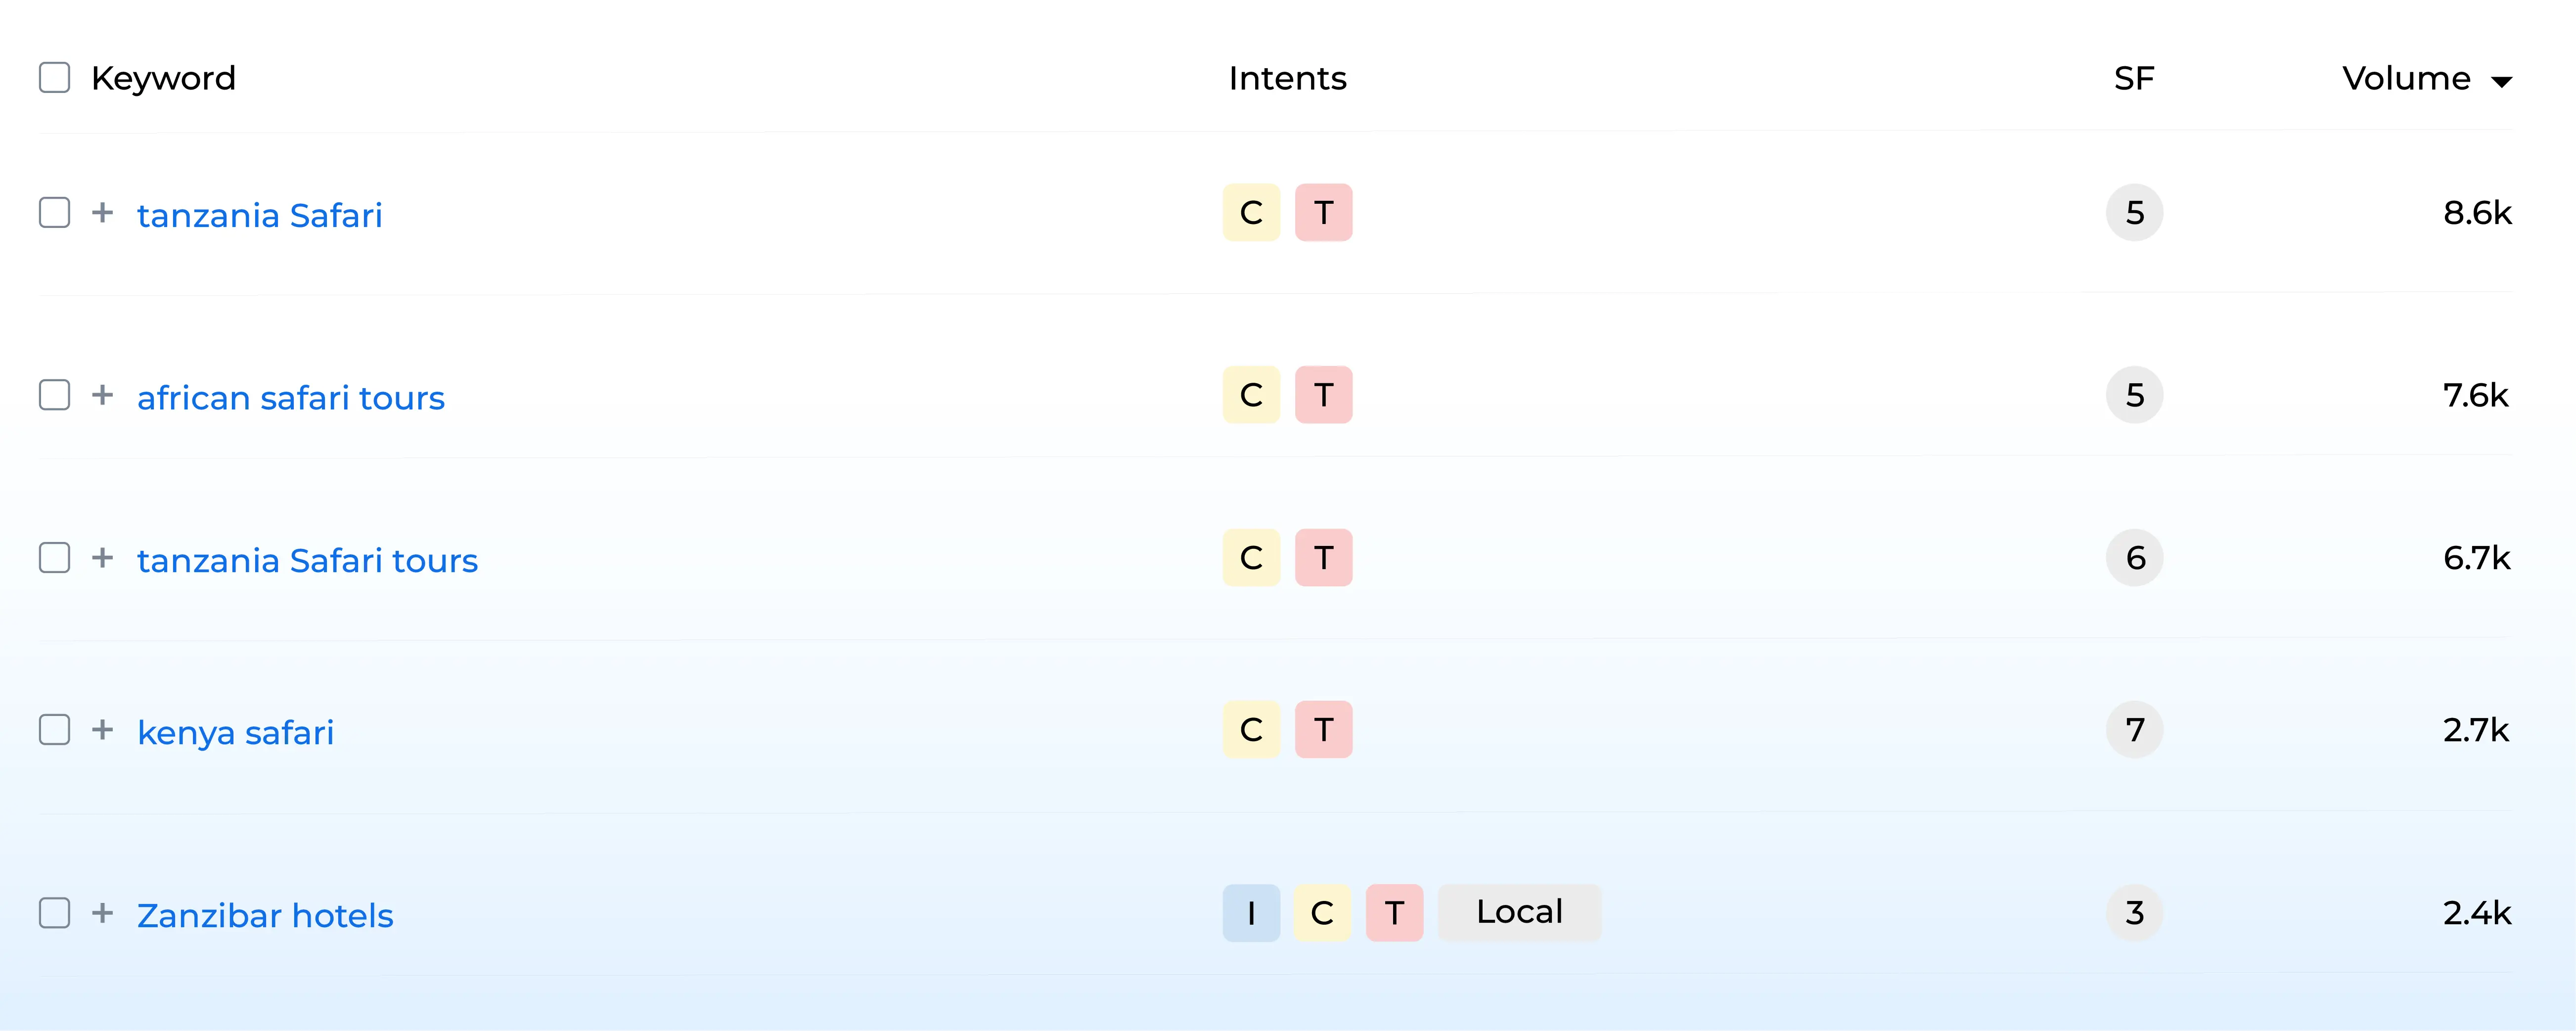 Keyword Intents SF Volume
+ tanzania Safari C T 5 8.6k
+ african safari tours C T 5 7.6k
+ tanzania Safari tours C T 6 6.7k
+ kenya safari C T 7 2.7k
+ Zanzibar hotels I C T Local 3 2.4k